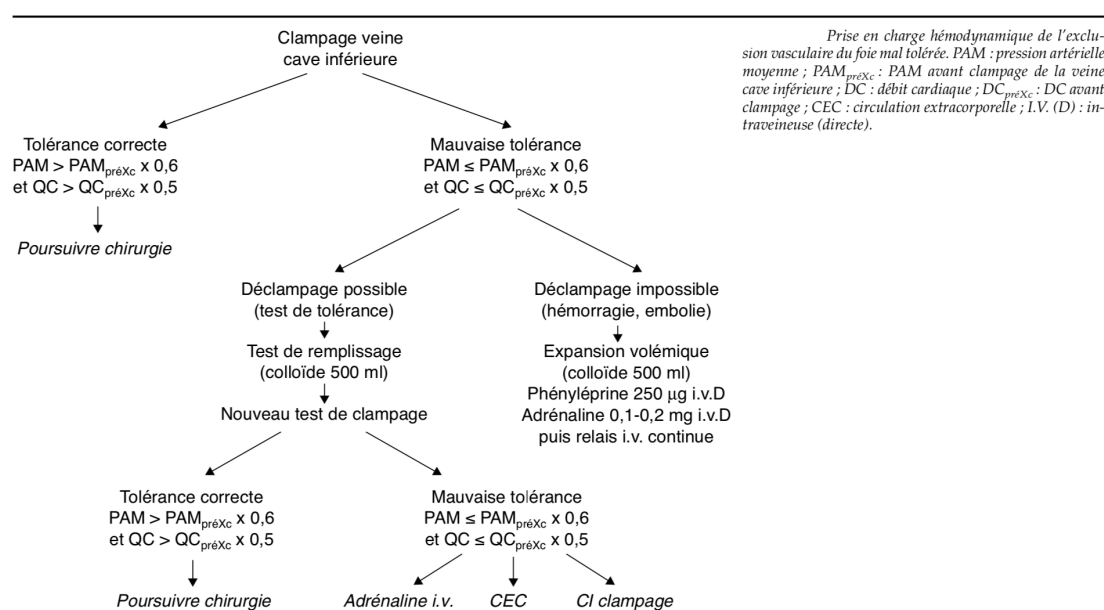 Clampage veine
cave inférieure
Prise en charge hémodynamique de l'exclu-
sion vasculaire du foie mal tolérée. PAM : pression artérielle
moyenne ; PAMpréXc : PAM avant clampage de la veine
cave inférieure ; DC : débit cardiaque ; DCpréXc : DC avant
clampage ; CEC : circulation extracorporelle ; I.V. (D) : in-
traveineuse (directe).
Tolérance correcte
PAM > PAMpréXc x 0,6
et QC > QCpréXc x 0,5
Poursuivre chirurgie
Mauvaise tolérance
PAM ≤ PAMpréXc x 0,6
et QC ≤ QCpréXc x 0,5
Déclampage possible
(test de tolérance)
Test de remplissage
(colloïde 500 ml)
Nouveau test de clampage
Déclampage impossible
(hémorragie, embolie)
Expansion volémique
(colloïde 500 ml)
Phényléprine 250 µg i.v.D
Adrénaline 0,1-0,2 mg i.v.D
puis relais i.v. continue
Tolérance correcte
PAM > PAMpréXc x 0,6
et QC > QCpréXc x 0,5
Poursuivre chirurgie
Mauvaise tolérance
PAM ≤ PAMpréXc x 0,6
et QC ≤ QCpréXc x 0,5
Adrénaline i.v.
CEC
CI clampage